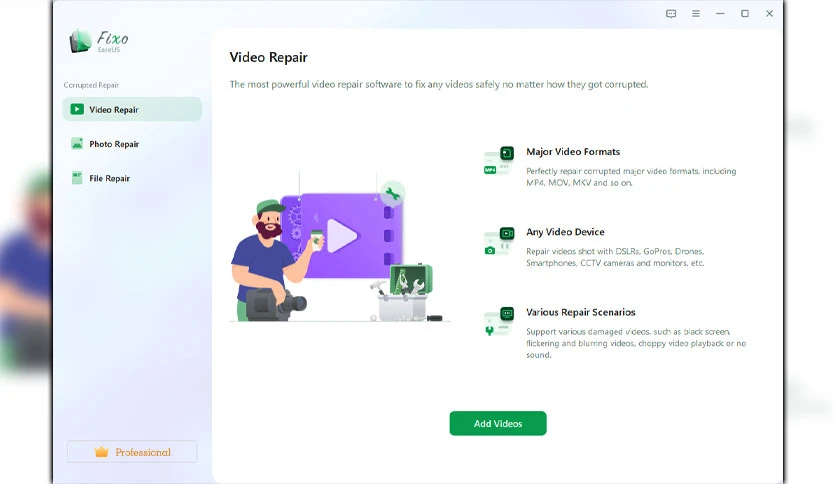 Fixo
EaseUS
Corrupted Repair
Video Repair
Photo Repair
File Repair
Professional
Video Repair
The most powerful video repair software to fix any videos safely no matter how they got corrupted.
Major Video Formats
Perfectly repair corrupted major video formats, including
MP4, MOV, MKV and so on.
MP4
Any Video Device
Repair videos shot with DSLRs, GoPros, Drones,
Smartphones, CCTV cameras and monitors, etc.
Various Repair Scenarios
Support various damaged videos, such as black screen,
flickering and blurring videos, choppy video playback or no
sound.
Add Videos